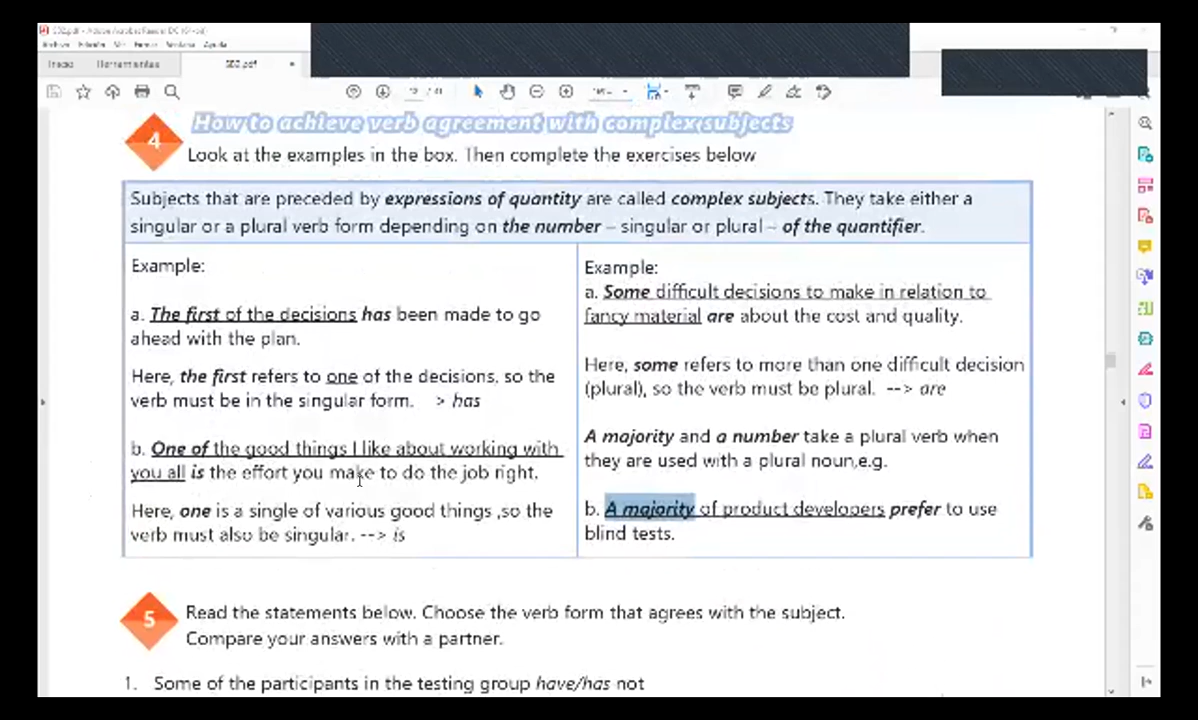 Archivo Edición Ver Firmar Ventana Ayuda
Inicio Herramientas
4
How to achieve verb agreement with complex subjects
Look at the examples in the box. Then complete the exercises below
Subjects that are preceded by expressions of quantity are called complex subjects. They take either a
singular or a plural verb form depending on the number – singular or plural – of the quantifier.
Example:
a. The first of the decisions has been made to go
ahead with the plan.
Here, the first refers to one of the decisions, so the
verb must be in the singular form. > has
b. One of the good things I like about working with
you all is the effort you make to do the job right.
Here, one is a single of various good things ,so the
verb must also be singular. --> is
Example:
a. Some difficult decisions to make in relation to
fancy material are about the cost and quality.
Here, some refers to more than one difficult decision
(plural), so the verb must be plural. --> are
A majority and a number take a plural verb when
they are used with a plural noun,e.g.
b. A majority of product developers prefer to use
blind tests.
5
Read the statements below. Choose the verb form that agrees with the subject.
Compare your answers with a partner.
1. Some of the participants in the testing group have/has not